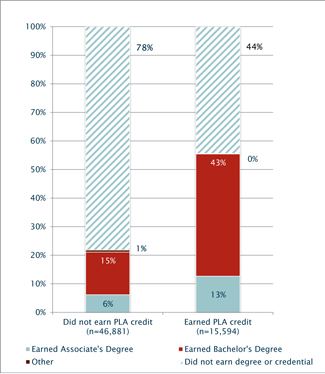 100%
90%
80%
70%
60%
50%
40%
30%
20%
10%
0%
78%
1%
15%
6%
44%
0%
43%
13%
Did not earn PLA credit
(n=46,881)
Earned PLA credit
(n=15,594)
Earned Associate's Degree
Earned Bachelor's Degree
Other
Did not earn degree or credential